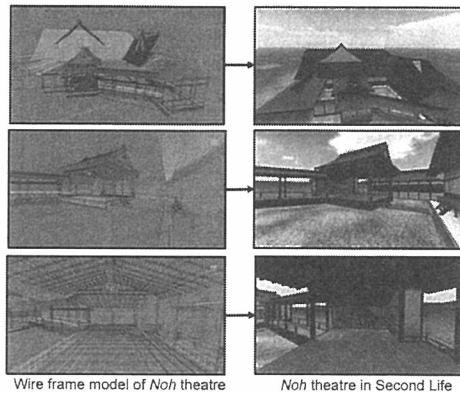 Wire frame model of Noh theatre
Noh theatre in Second Life